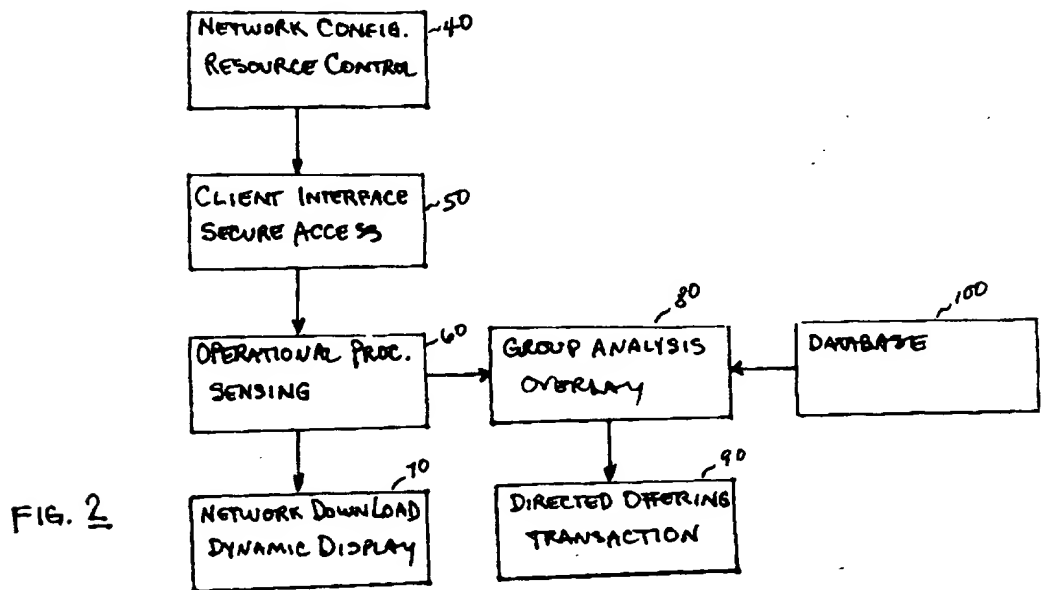 NETWORK CONFIG.
RESOURCE CONTROL
40
CLIENT INTERFACE
SECURE ACCESS
50
OPERATIONAL PROC.
SENSING
60
GROUP ANALYSIS
OVERLAY
80
DATABASE
100
NETWORK DOWNLOAD
DYNAMIC DISPLAY
70
DIRECTED OFFERING
TRANSACTION
90
FIG. 2